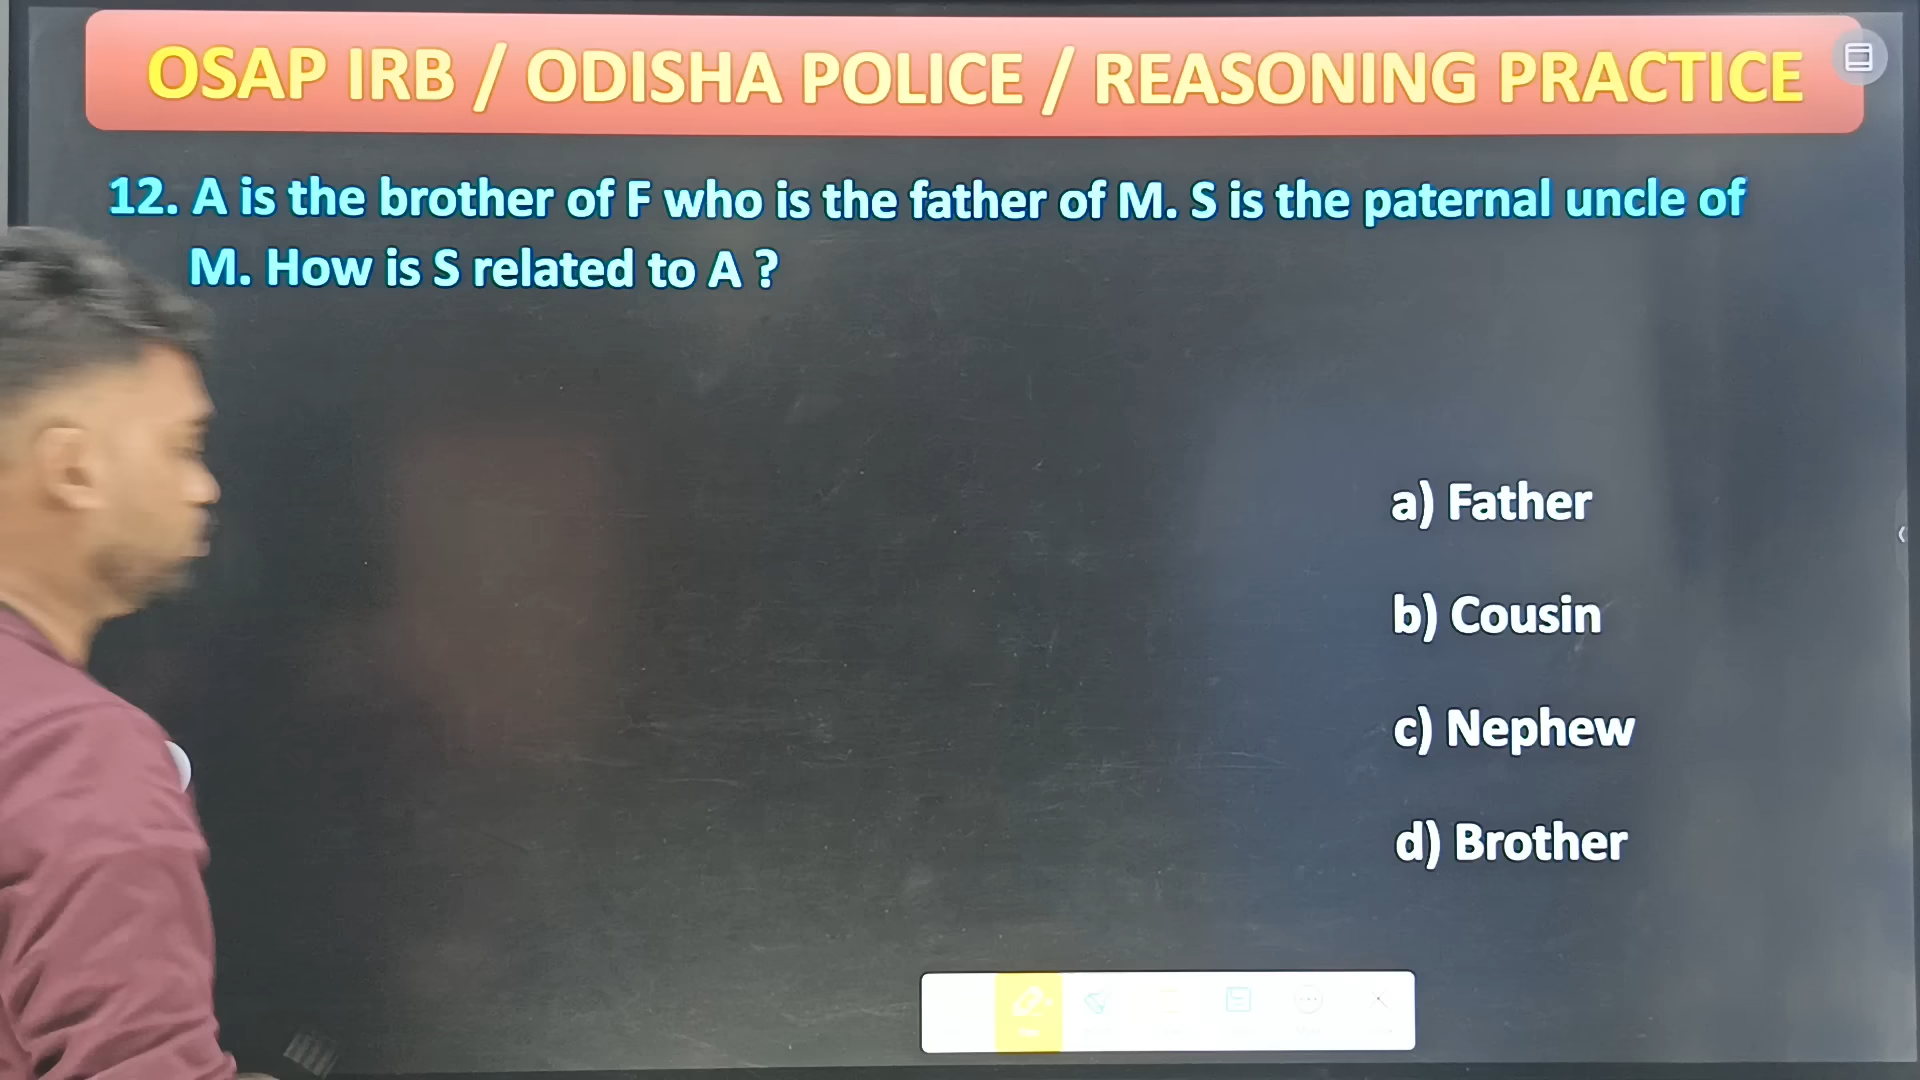 OSAP IRB / ODISHA POLICE / REASONING PRACTICE
12. A is the brother of F who is the father of M. S is the paternal uncle of
M. How is S related to A ?
a) Father
b) Cousin
c) Nephew
d) Brother